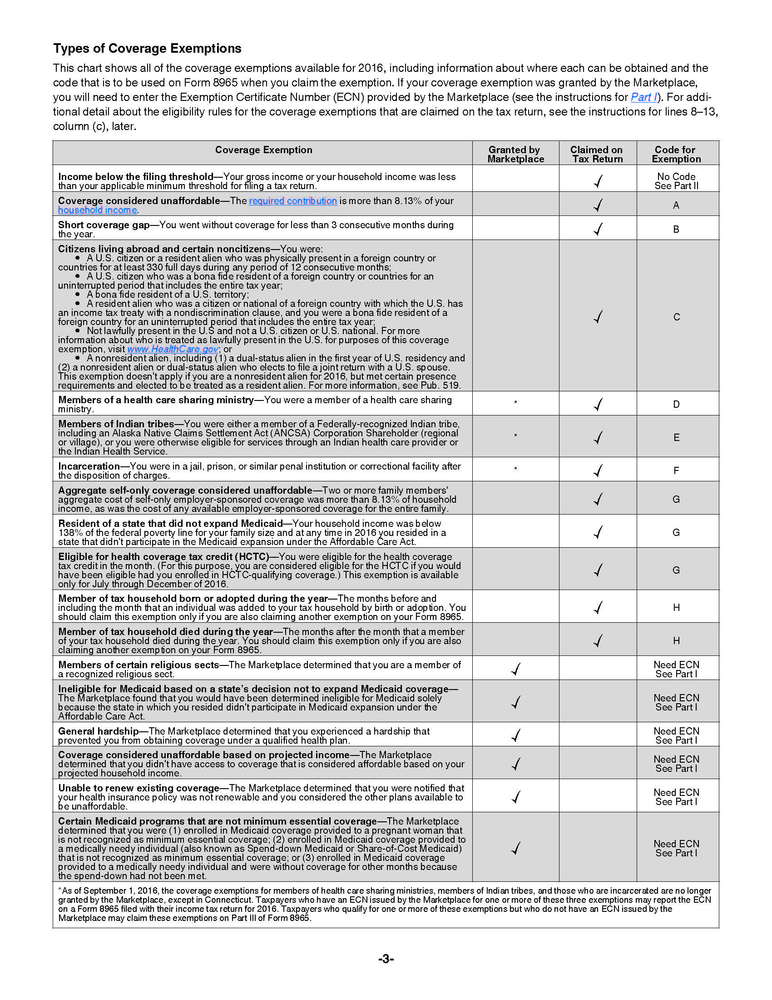 Types of Coverage Exemptions
This chart shows all of the coverage exemptions available for 2016, including information about where each can be obtained and the
code that is to be used on Form 8965 when you claim the exemption. If your coverage exemption was granted by the Marketplace,
you will need to enter the Exemption Certificate Number (ECN) provided by the Marketplace (see the instructions for Part I). For addi-
tional detail about the eligibility rules for the coverage exemptions that are claimed on the tax return, see the instructions for lines 8–13,
column (c), later.
Coverage Exemption
Granted by
Marketplace
Claimed on
Tax Return
Code for
Exemption
Income below the filing threshold—Your gross income or your household income was less
than your applicable minimum threshold for filing a tax return.
✓
No Code
See Part II
Coverage considered unaffordable—The required contribution is more than 8.13% of your
household income.
✓
A
Short coverage gap—You went without coverage for less than 3 consecutive months during
the year.
✓
B
Citizens living abroad and certain noncitizens—You were:
• A U.S. citizen or a resident alien who was physically present in a foreign country or
countries for at least 330 full days during any period of 12 consecutive months;
• A U.S. citizen who was a bona fide resident of a foreign country or countries for an
uninterrupted period that includes the entire tax year;
• A bona fide resident of a U.S. territory;
• A resident alien who was a citizen or national of a foreign country with which the U.S. has
an income tax treaty with a nondiscrimination clause, and you were a bona fide resident of a
foreign country for an uninterrupted period that includes the entire tax year;
• Not lawfully present in the U.S and not a U.S. citizen or U.S. national. For more
information about who is treated as lawfully present in the U.S. for purposes of this coverage
exemption, visit www.HealthCare.gov; or
• A nonresident alien, including (1) a dual-status alien in the first year of U.S. residency and
(2) a nonresident alien or dual-status alien who elects to file a joint return with a U.S. spouse.
This exemption doesn't apply if you are a nonresident alien for 2016, but met certain presence
requirements and elected to be treated as a resident alien. For more information, see Pub. 519.
✓
C
Members of a health care sharing ministry—You were a member of a health care sharing
ministry.
*
✓
D
Members of Indian tribes—You were either a member of a Federally-recognized Indian tribe,
including an Alaska Native Claims Settlement Act (ANCSA) Corporation Shareholder (regional
or village), or you were otherwise eligible for services through an Indian health care provider or
the Indian Health Service.
*
✓
E
Incarceration—You were in a jail, prison, or similar penal institution or correctional facility after
the disposition of charges.
*
✓
F
Aggregate self-only coverage considered unaffordable—Two or more family members'
aggregate cost of self-only employer-sponsored coverage was more than 8.13% of household
income, as was the cost of any available employer-sponsored coverage for the entire family.
✓
G
Resident of a state that did not expand Medicaid—Your household income was below
138% of the federal poverty line for your family size and at any time in 2016 you resided in a
state that didn't participate in the Medicaid expansion under the Affordable Care Act.
✓
G
Eligible for health coverage tax credit (HCTC)—You were eligible for the health coverage
tax credit in the month. (For this purpose, you are considered eligible for the HCTC if you would
have been eligible had you enrolled in HCTC-qualifying coverage.) This exemption is available
only for July through December of 2016.
✓
G
Member of tax household born or adopted during the year—The months before and
including the month that an individual was added to your tax household by birth or adoption. You
should claim this exemption only if you are also claiming another exemption on your Form 8965.
✓
H
Member of tax household died during the year—The months after the month that a member
of your tax household died during the year. You should claim this exemption only if you are also
claiming another exemption on your Form 8965.
✓
H
Members of certain religious sects—The Marketplace determined that you are a member of
a recognized religious sect.
✓
Need ECN
See Part I
Ineligible for Medicaid based on a state’s decision not to expand Medicaid coverage—
The Marketplace found that you would have been determined ineligible for Medicaid solely
because the state in which you resided didn't participate in Medicaid expansion under the
Affordable Care Act.
✓
Need ECN
See Part I
General hardship—The Marketplace determined that you experienced a hardship that
prevented you from obtaining coverage under a qualified health plan.
✓
Need ECN
See Part I
Coverage considered unaffordable based on projected income—The Marketplace
determined that you didn't have access to coverage that is considered affordable based on your
projected household income.
✓
Need ECN
See Part I
Unable to renew existing coverage—The Marketplace determined that you were notified that
your health insurance policy was not renewable and you considered the other plans available to
be unaffordable.
✓
Need ECN
See Part I
Certain Medicaid programs that are not minimum essential coverage—The Marketplace
determined that you were (1) enrolled in Medicaid coverage provided to a pregnant woman that
is not recognized as minimum essential coverage; (2) enrolled in Medicaid coverage provided to
a medically needy individual (also known as Spend-down Medicaid or Share-of-Cost Medicaid)
that is not recognized as minimum essential coverage; or (3) enrolled in Medicaid coverage
provided to a medically needy individual and were without coverage for other months because
the spend-down had not been met.
✓
Need ECN
See Part I
*As of September 1, 2016, the coverage exemptions for members of health care sharing ministries, members of Indian tribes, and those who are incarcerated are no longer
granted by the Marketplace, except in Connecticut. Taxpayers who have an ECN issued by the Marketplace for one or more of these three exemptions may report the ECN
on a Form 8965 filed with their income tax return for 2016. Taxpayers who qualify for one or more of these exemptions but who do not have an ECN issued by the
Marketplace may claim these exemptions on Part III of Form 8965.
-3-